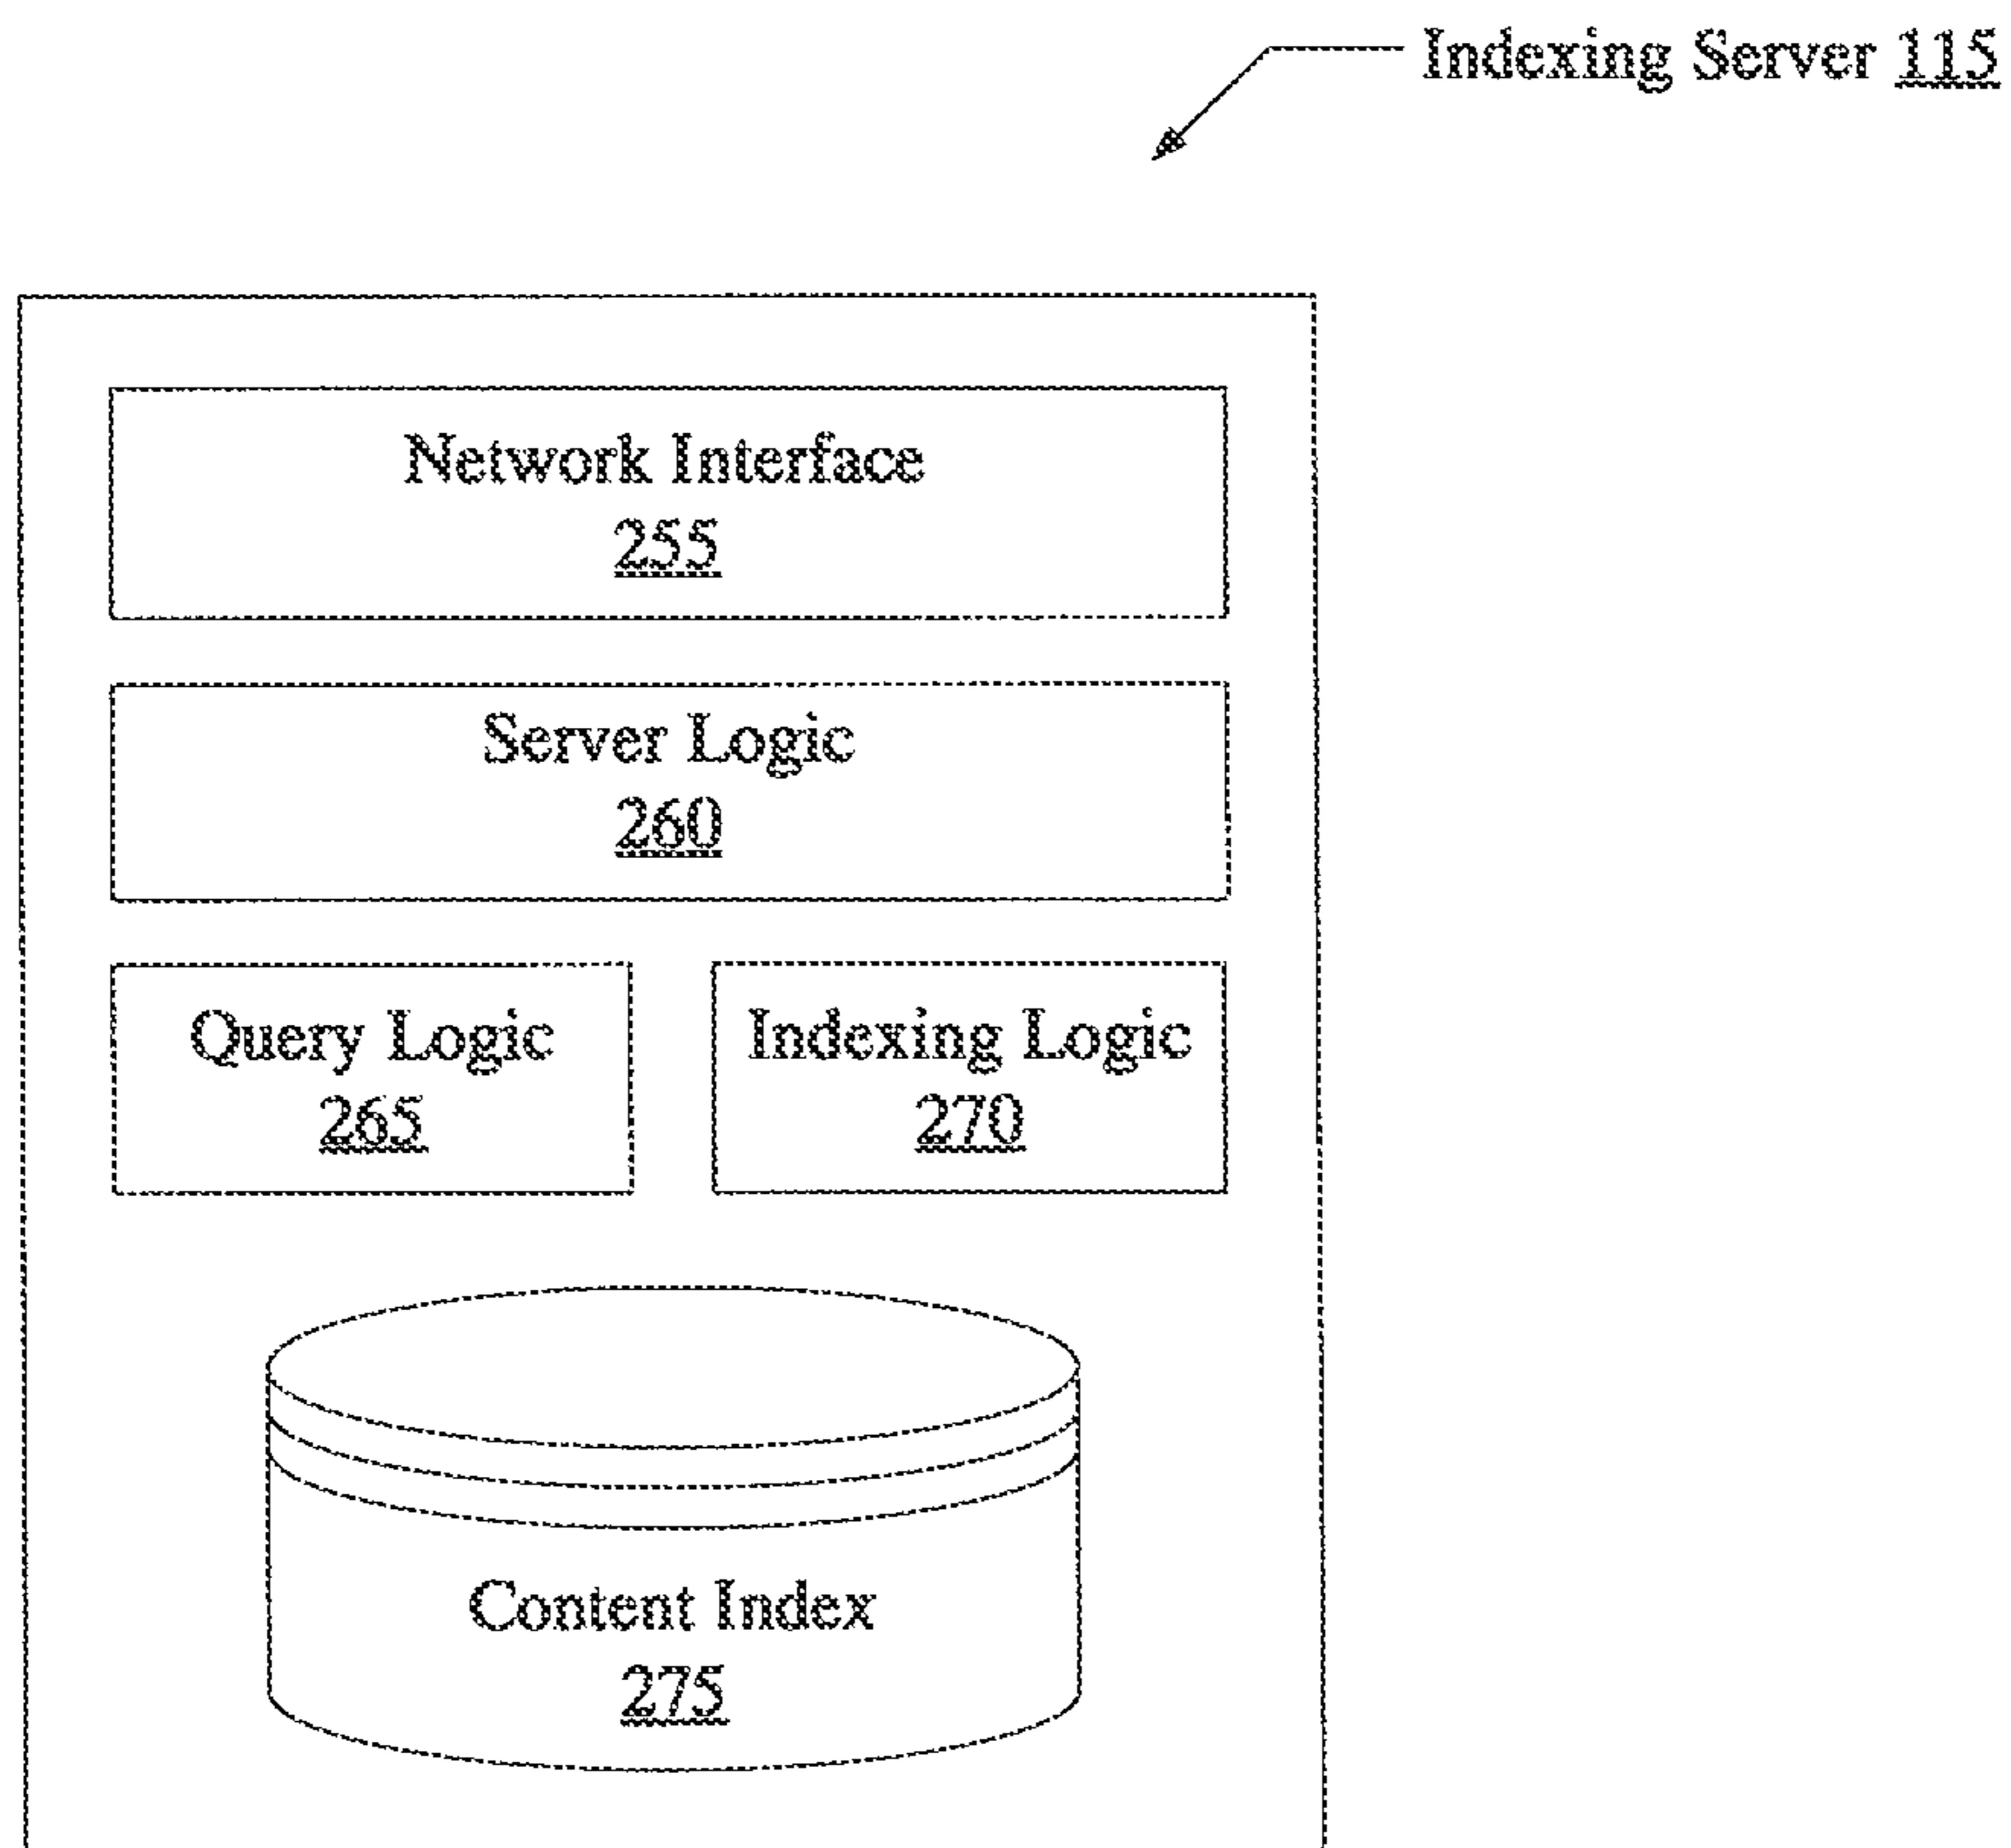 Indexing Server 115
Network Interface
255
Server Logic
260
Query Logic
265
Indexing Logic
270
Content Index
275